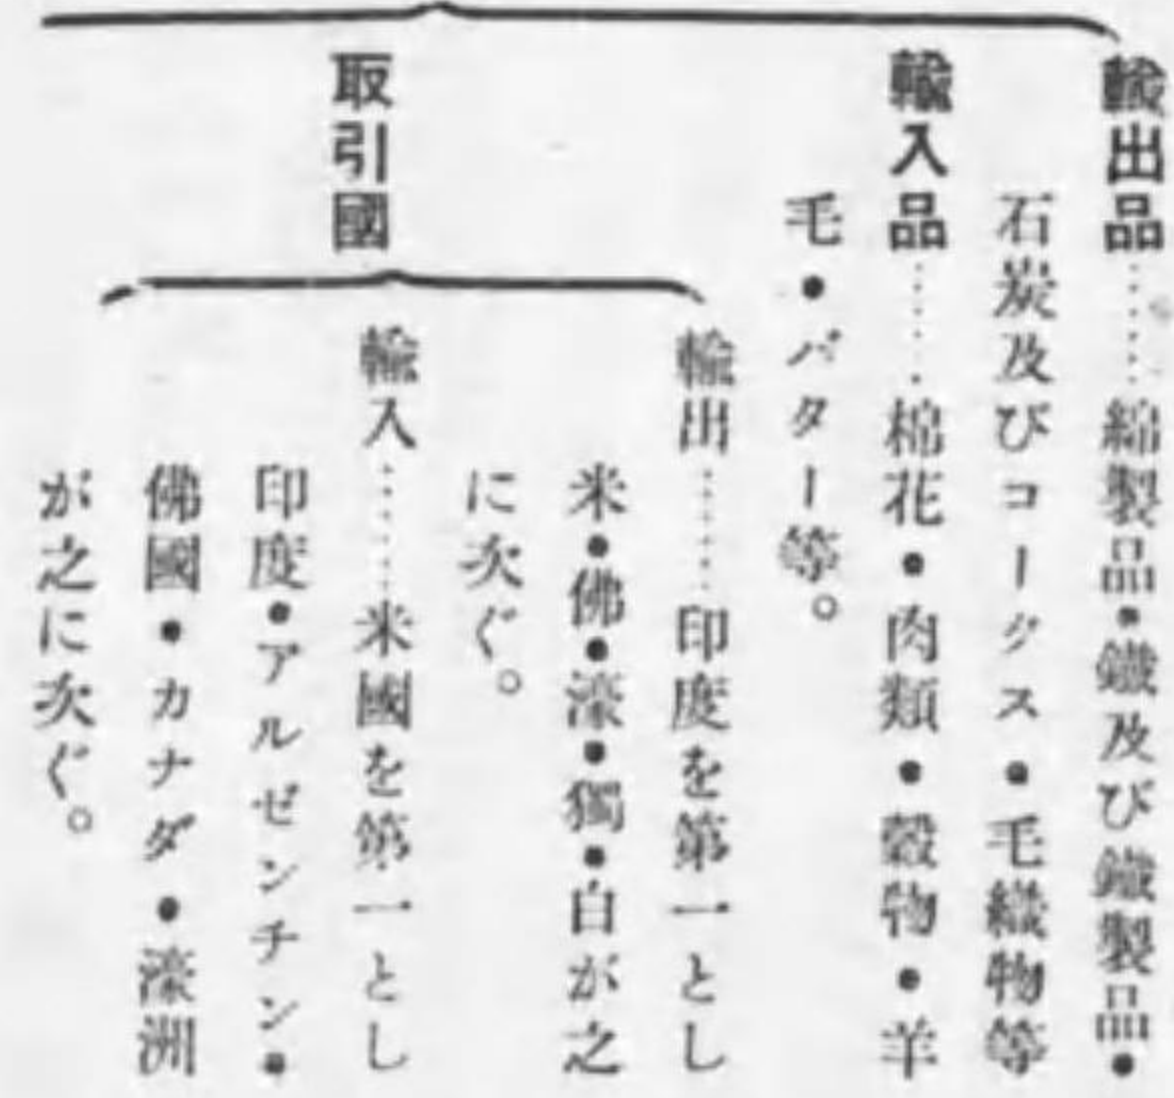 輸出品……綿製品・鐵及び鐵製品・
石炭及びコークス・毛織物等
輸入品……棉花・肉類・穀物・羊
毛・バター等。
取引國
輸出……印度を第一とし
米・佛・濠・獨・白が之
に次ぐ。
輸入……米國を第一とし
印度・アルゼンチン・
佛國・カナダ・濠洲
が之に次ぐ。